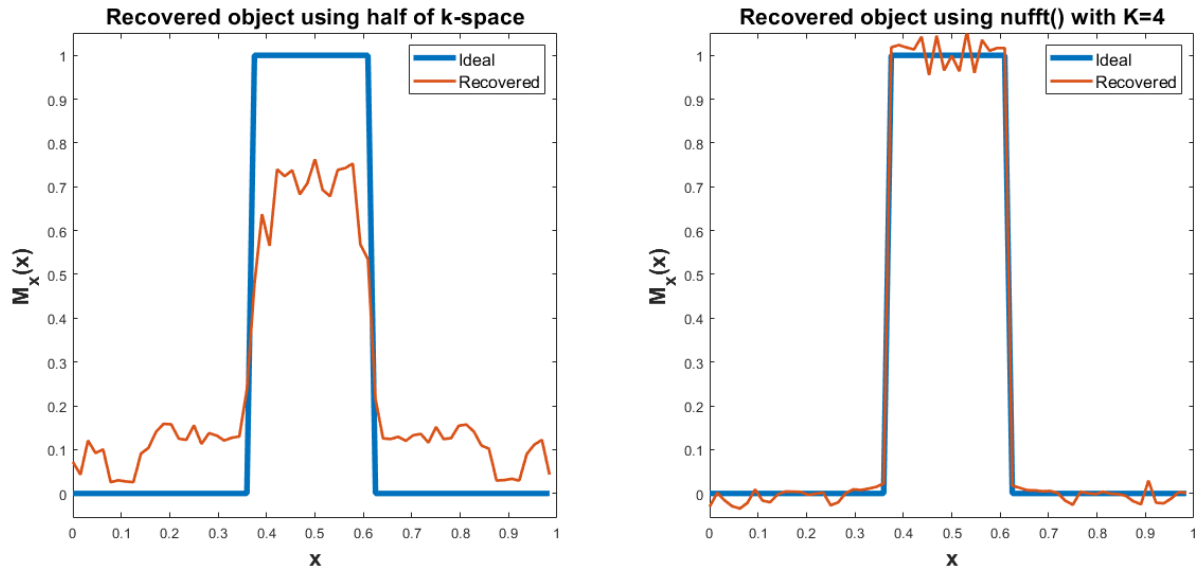 Recovered object using half of k-space
Ideal
Recovered
M_x(x)
1
0.9
0.8
0.7
0.6
0.5
0.4
0.3
0.2
0.1
0
0 0.1 0.2 0.3 0.4 0.5 0.6 0.7 0.8 0.9 1
x
Recovered object using nufft() with K=4
Ideal
Recovered
M_x(x)
1
0.9
0.8
0.7
0.6
0.5
0.4
0.3
0.2
0.1
0
0 0.1 0.2 0.3 0.4 0.5 0.6 0.7 0.8 0.9 1
x